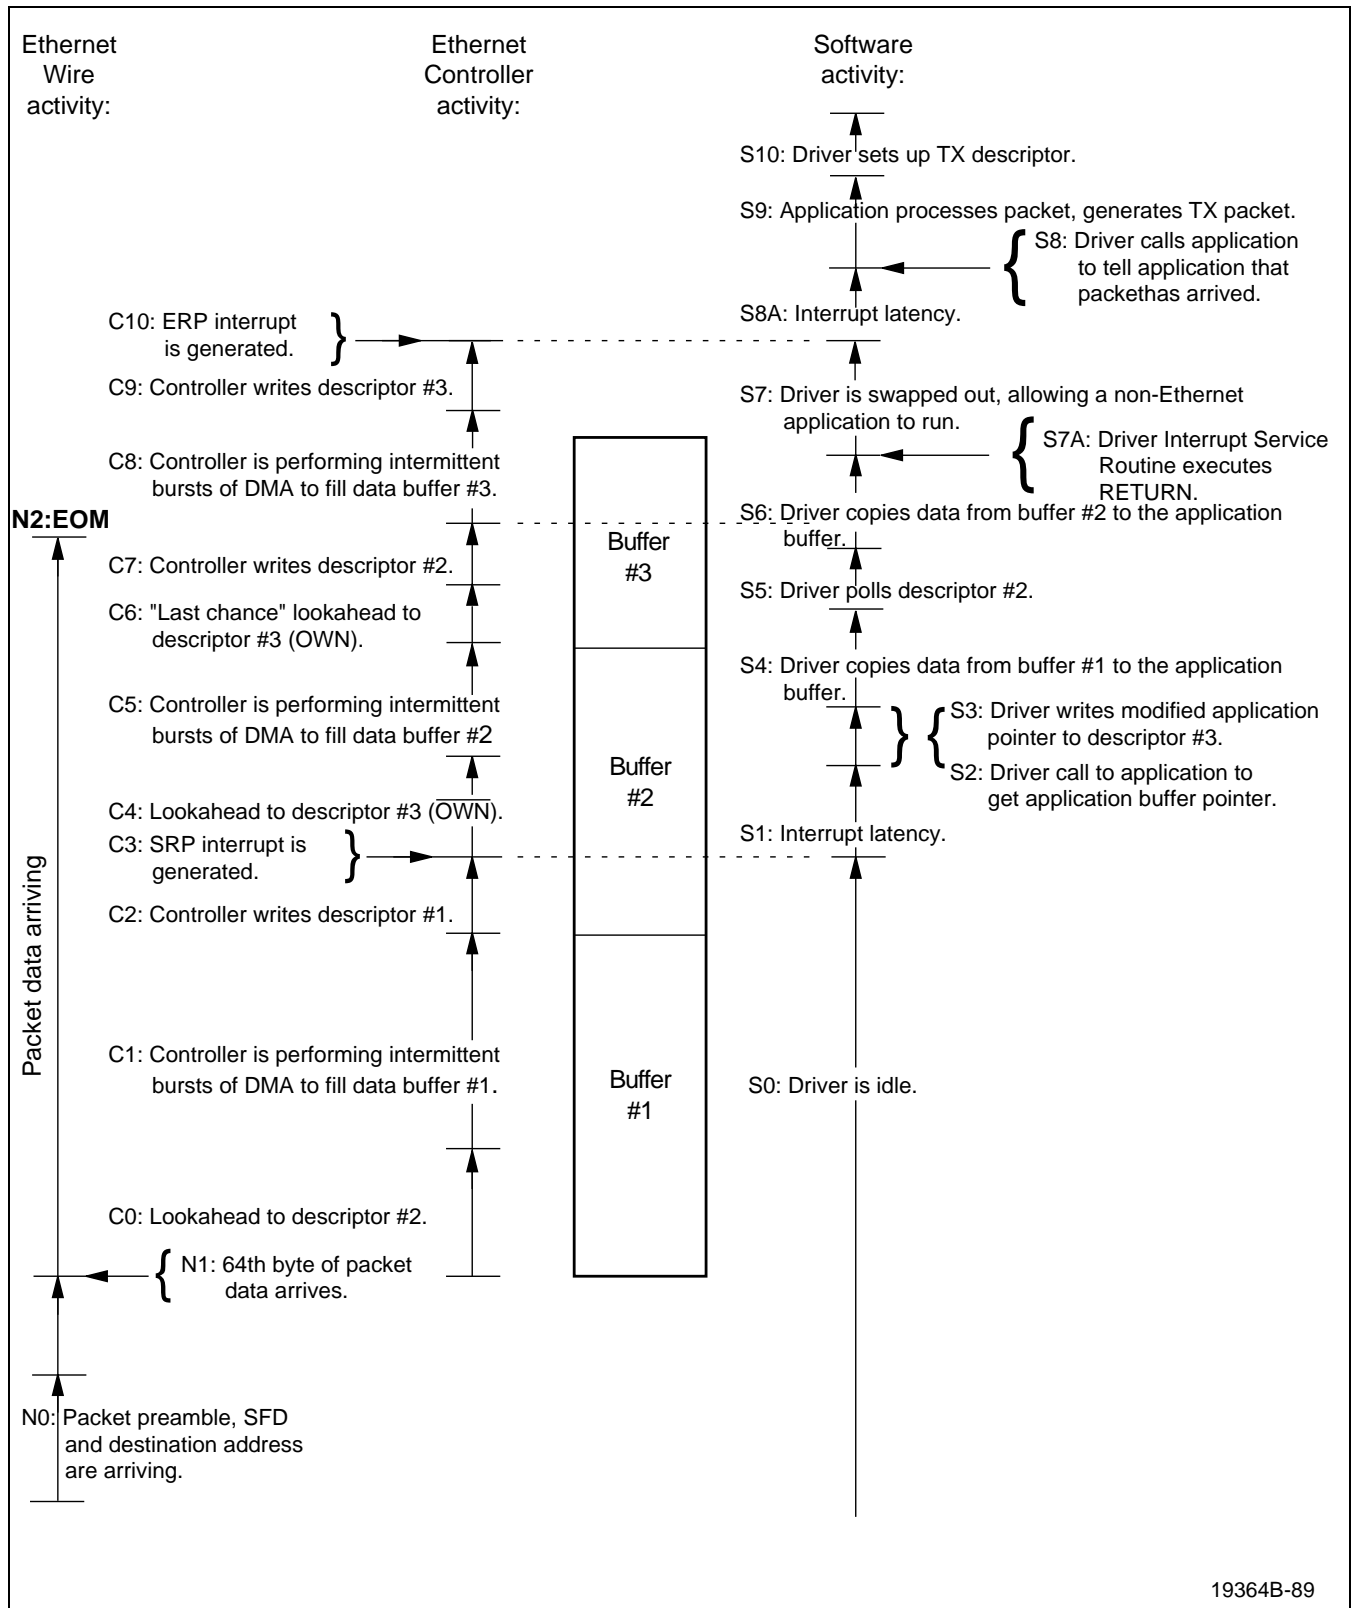 Ethernet
Wire
activity:
Ethernet
Controller
activity:
Software
activity:
S10: Driver sets up TX descriptor.
S9: Application processes packet, generates TX packet.
S8: Driver calls application
to tell application that
packethas arrived.
S8A: Interrupt latency.
C10: ERP interrupt
is generated.
C9: Controller writes descriptor #3.
S7: Driver is swapped out, allowing a non-Ethernet
application to run.
S7A: Driver Interrupt Service
Routine executes
RETURN.
C8: Controller is performing intermittent
bursts of DMA to fill data buffer #3.
N2:EOM
S6: Driver copies data from buffer #2 to the application
buffer.
Buffer
#3
C7: Controller writes descriptor #2.
S5: Driver polls descriptor #2.
C6: "Last chance" lookahead to
descriptor #3 (OWN).
S4: Driver copies data from buffer #1 to the application
buffer.
C5: Controller is performing intermittent
bursts of DMA to fill data buffer #2
S3: Driver writes modified application
pointer to descriptor #3.
S2: Driver call to application to
get application buffer pointer.
Buffer
#2
C4: Lookahead to descriptor #3 (O̅W̅N̅).
S1: Interrupt latency.
C3: SRP interrupt is
generated.
C2: Controller writes descriptor #1.
Packet data arriving
C1: Controller is performing intermittent
bursts of DMA to fill data buffer #1.
Buffer
#1
S0: Driver is idle.
C0: Lookahead to descriptor #2.
N1: 64th byte of packet
data arrives.
N0: Packet preamble, SFD
and destination address
are arriving.
19364B-89